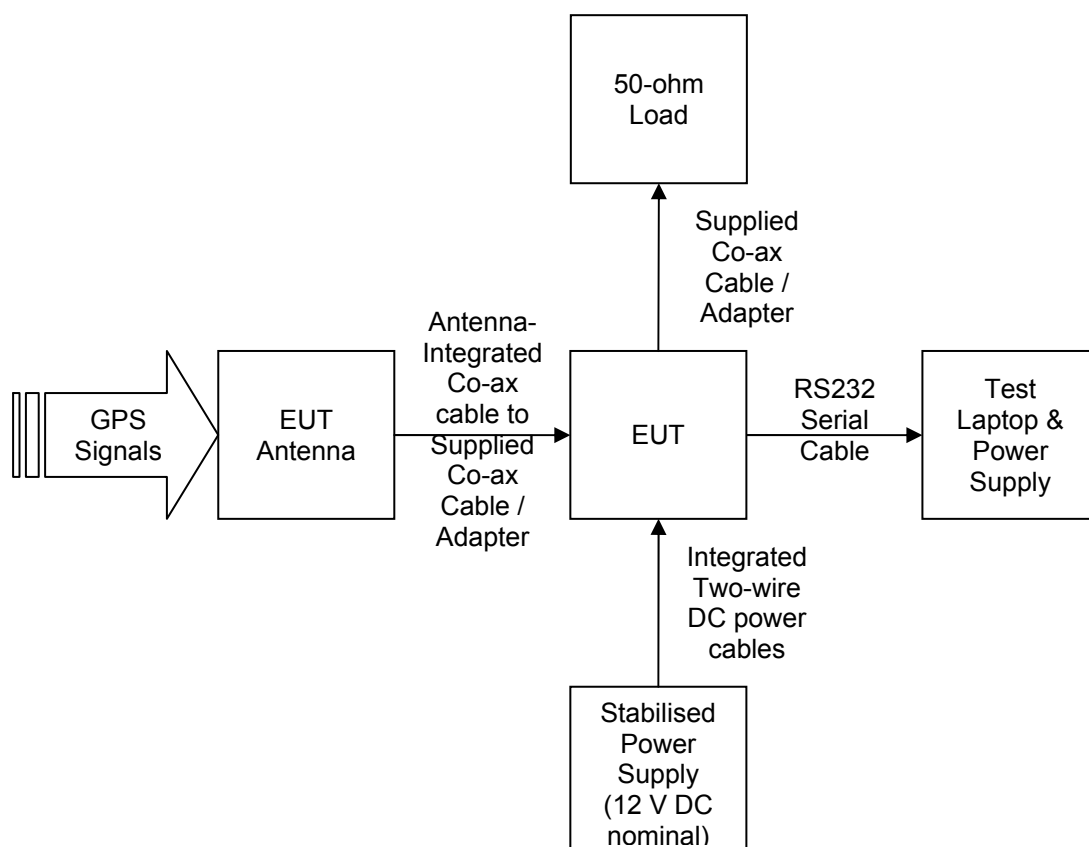 50-ohm
Load
Supplied
Co-ax
Cable /
Adapter
GPS
Signals
EUT
Antenna
Antenna-
Integrated
Co-ax
cable to
Supplied
Co-ax
Cable /
Adapter
EUT
RS232
Serial
Cable
Test
Laptop &
Power
Supply
Integrated
Two-wire
DC power
cables
Stabilised
Power
Supply
(12 V DC
nominal)